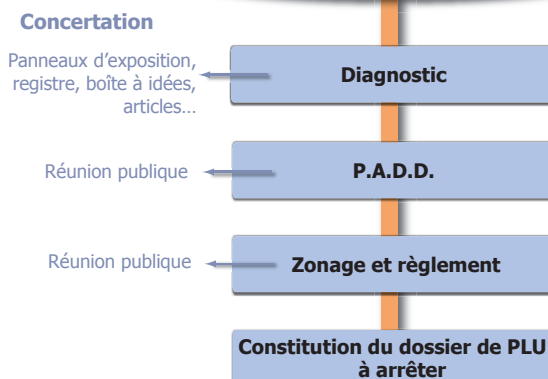 Concertation
Panneaux d’exposition,
registre, boîte à idées,
articles…
Diagnostic
Réunion publique
P.A.D.D.
Réunion publique
Zonage et règlement
Constitution du dossier de PLU
à arrêter